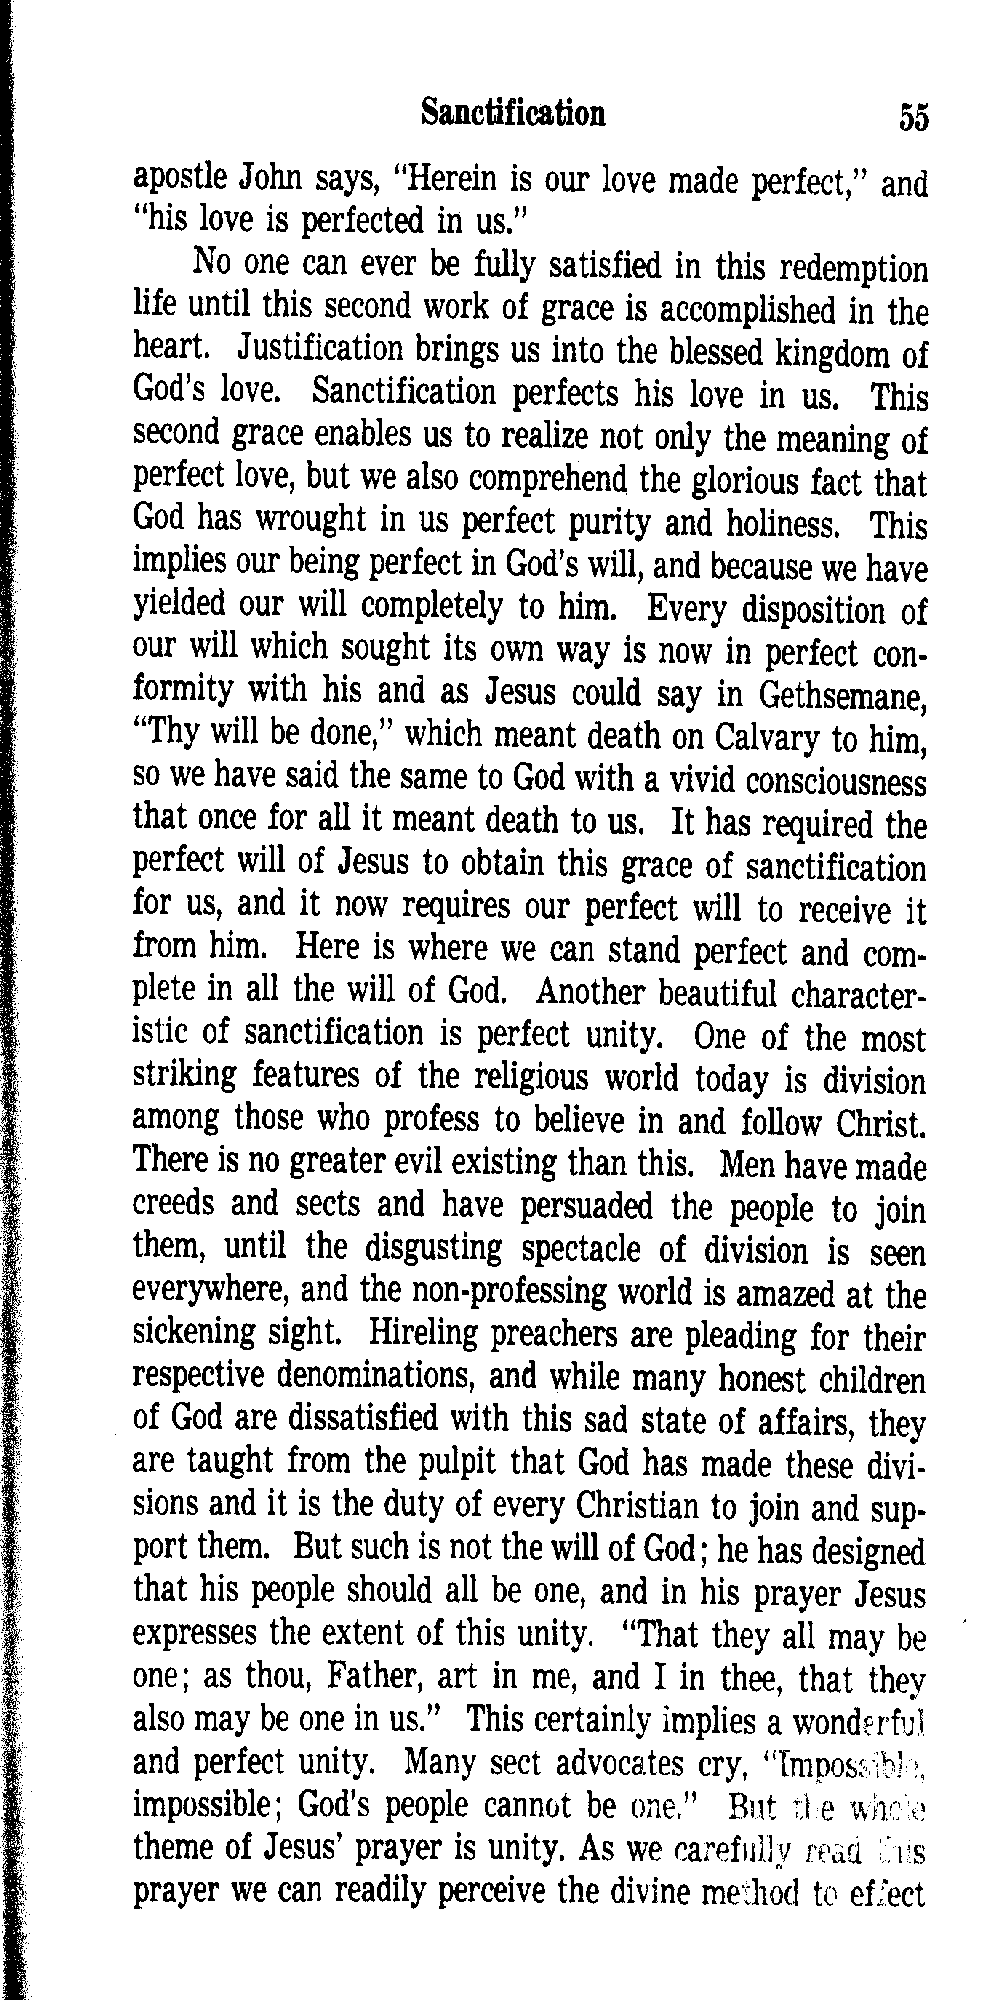 Sanctification 55
apostle John says, “Herein is our love made perfect,” and
“his love is perfected in us.”
No one can ever be fully satisfied in this redemption
life until this second work of grace is accomplished in the
heart. Justification brings us into the blessed kingdom of
God's love. Sanctification perfects his love in us. This
second grace enables us to realize not only the meaning of
perfect love, but we also comprehend the glorious fact that
God has wrought in us perfect purity and holiness. This
implies our being perfect in God's will, and because we have
yielded our will completely to him. Every disposition of
our will which sought its own way is now in perfect con-
formity with his and as Jesus could say in Gethsemane,
“Thy will be done,” which meant death on Calvary to him,
so we have said the same to God with a vivid consciousness
that once for all it meant death to us. It has required the
perfect will of Jesus to obtain this grace of sanctification
for us, and it now requires our perfect will to receive it
from him. Here is where we can stand perfect and com-
plete in all the will of God. Another beautiful character-
istic of sanctification is perfect unity. One of the most
striking features of the religious world today is division
among those who profess to believe in and follow Christ.
There is no greater evil existing than this. Men have made
creeds and sects and have persuaded the people to join
them, until the disgusting spectacle of division is seen
everywhere, and the non-professing world is amazed at the
sickening sight. Hireling preachers are pleading for their
respective denominations, and while many honest children
of God are dissatisfied with this sad state of affairs, they
are taught from the pulpit that God has made these divi-
sions and it is the duty of every Christian to join and sup-
port them. But such is not the will of God; he has designed
that his people should all be one, and in his prayer Jesus
expresses the extent of this unity. “That they all may be
one; as thou, Father, art in me, and I in thee, that they
also may be one in us.” This certainly implies a wonderful
and perfect unity. Many sect advocates cry, “Impossible,
impossible; God's people cannot be one.” But the whole
theme of Jesus’ prayer is unity. As we carefully read this
prayer we can readily perceive the divine method to effect